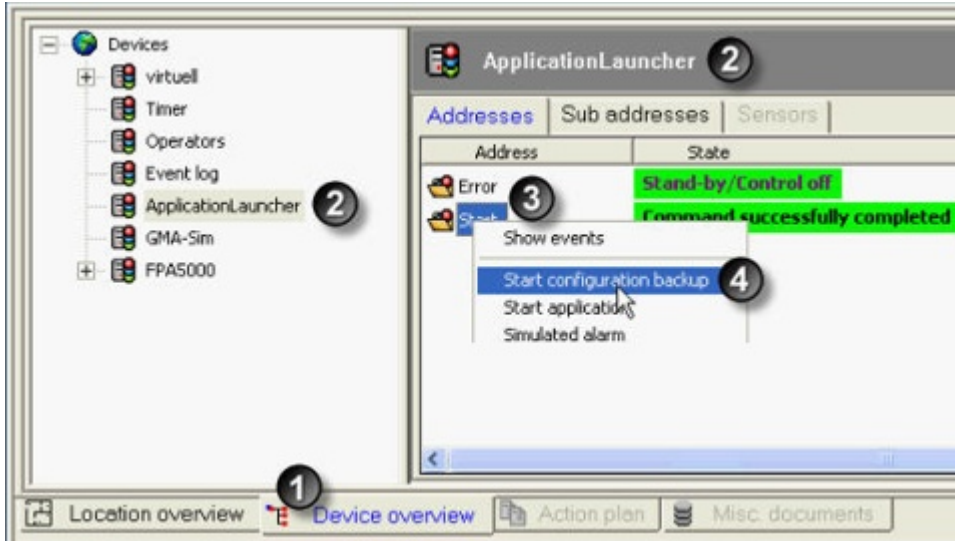 Devices
virtuell
Timer
Operators
Event log
ApplicationLauncher 2
GMA-Sim
FPA5000
ApplicationLauncher 2
Addresses Sub addresses Sensors
Address State
Error 3 Stand-by/Control off
Start Command successfully completed
Show events
Start configuration backup 4
Start application
Simulated alarm
1
Location overview Device overview Action plan Misc. documents